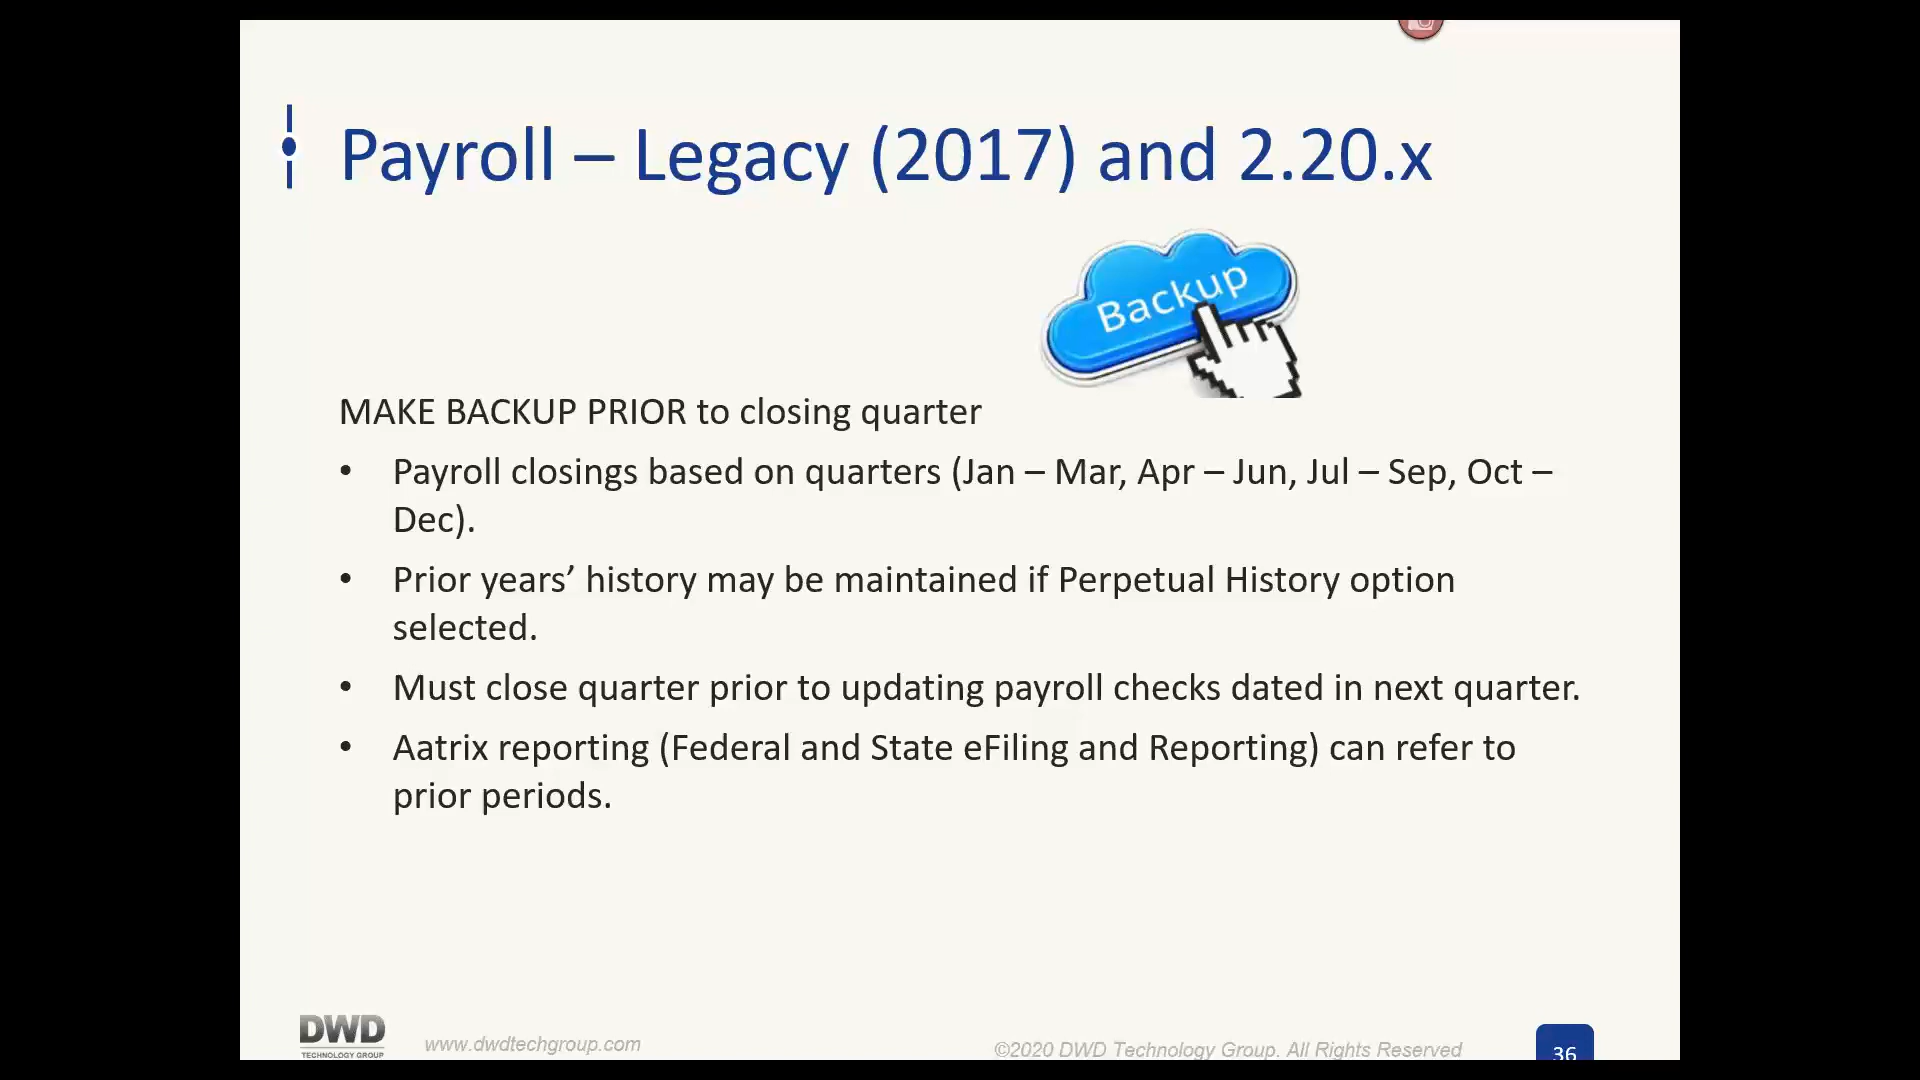 Payroll – Legacy (2017) and 2.20.x
Backup
MAKE BACKUP PRIOR to closing quarter
• Payroll closings based on quarters (Jan – Mar, Apr – Jun, Jul – Sep, Oct –
Dec).
• Prior years’ history may be maintained if Perpetual History option
selected.
• Must close quarter prior to updating payroll checks dated in next quarter.
• Aatrix reporting (Federal and State eFiling and Reporting) can refer to
prior periods.
DWD
TECHNOLOGY GROUP
www.dwdtechgroup.com
©2020 DWD Technology Group. All Rights Reserved
36